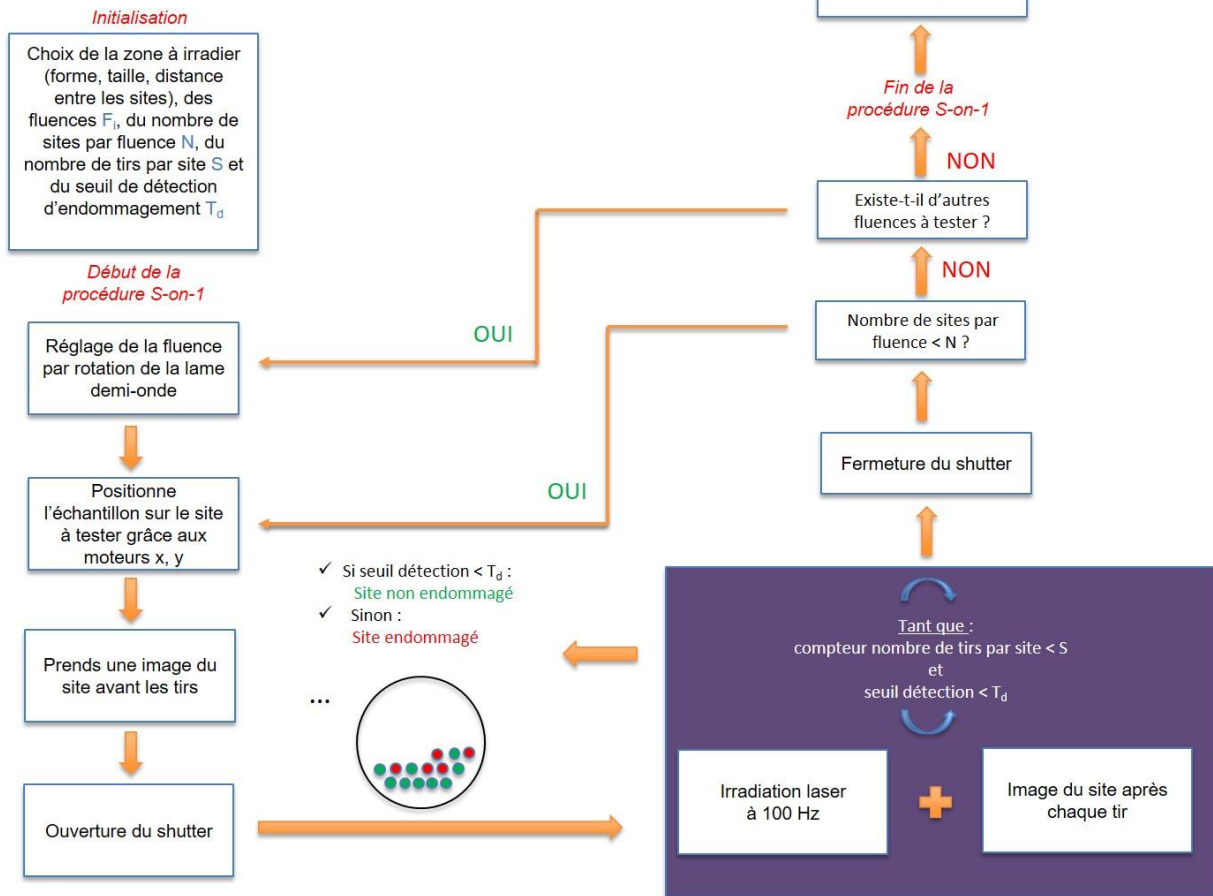 Initialisation
Choix de la zone à irradier
(forme, taille, distance
entre les sites), des
fluences Fi, du nombre de
sites par fluence N, du
nombre de tirs par site S et
du seuil de détection
d'endommagement Td
Début de la
procédure S-on-1
Réglage de la fluence
par rotation de la lame
demi-onde
Positionne
l'échantillon sur le site
à tester grâce aux
moteurs x, y
Prends une image du
site avant les tirs
Ouverture du shutter
✓ Si seuil détection < Td :
Site non endommagé
✓ Sinon :
Site endommagé
...
Tant que :
compteur nombre de tirs par site < S
et
seuil détection < Td
Irradiation laser
à 100 Hz
Image du site après
chaque tir
Fermeture du shutter
Nombre de sites par
fluence < N ?
OUI
NON
Existe-t-il d'autres
fluences à tester ?
OUI
NON
Fin de la
procédure S-on-1